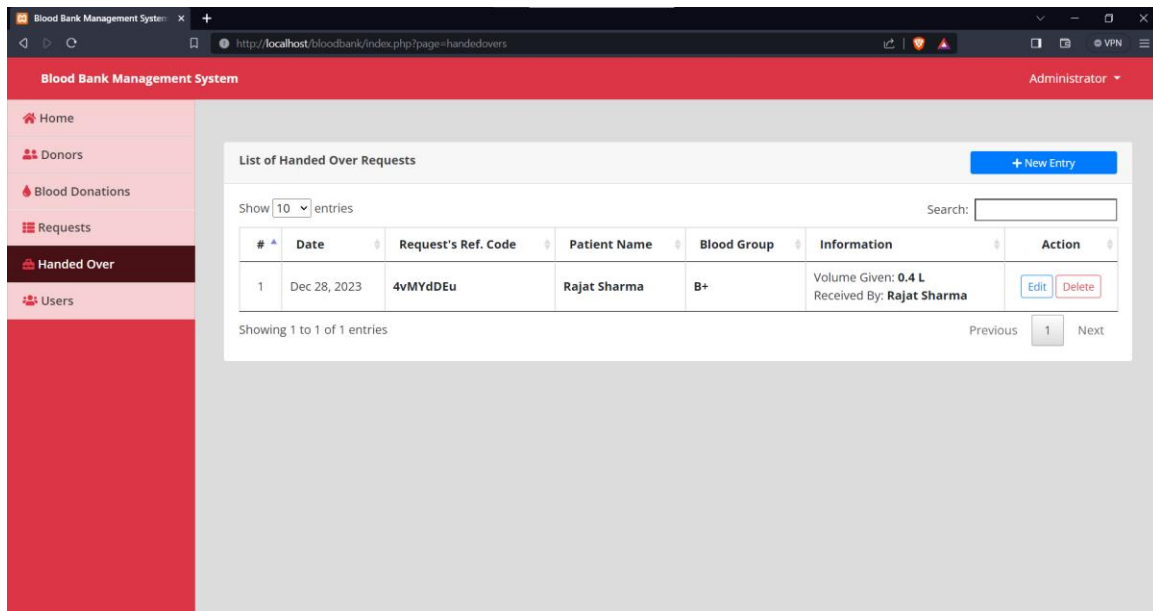 Blood Bank Management System
http://localhost/bloodbank/index.php?page=handedovers
VPN
Blood Bank Management System
Administrator
Home
Donors
Blood Donations
Requests
Handed Over
Users
List of Handed Over Requests
+ New Entry
Show 10 entries
Search:
# Date Request's Ref. Code Patient Name Blood Group Information Action
1 Dec 28, 2023 4vMYdDEu Rajat Sharma B+ Volume Given: 0.4 L Edit Delete
Received By: Rajat Sharma
Showing 1 to 1 of 1 entries
Previous 1 Next